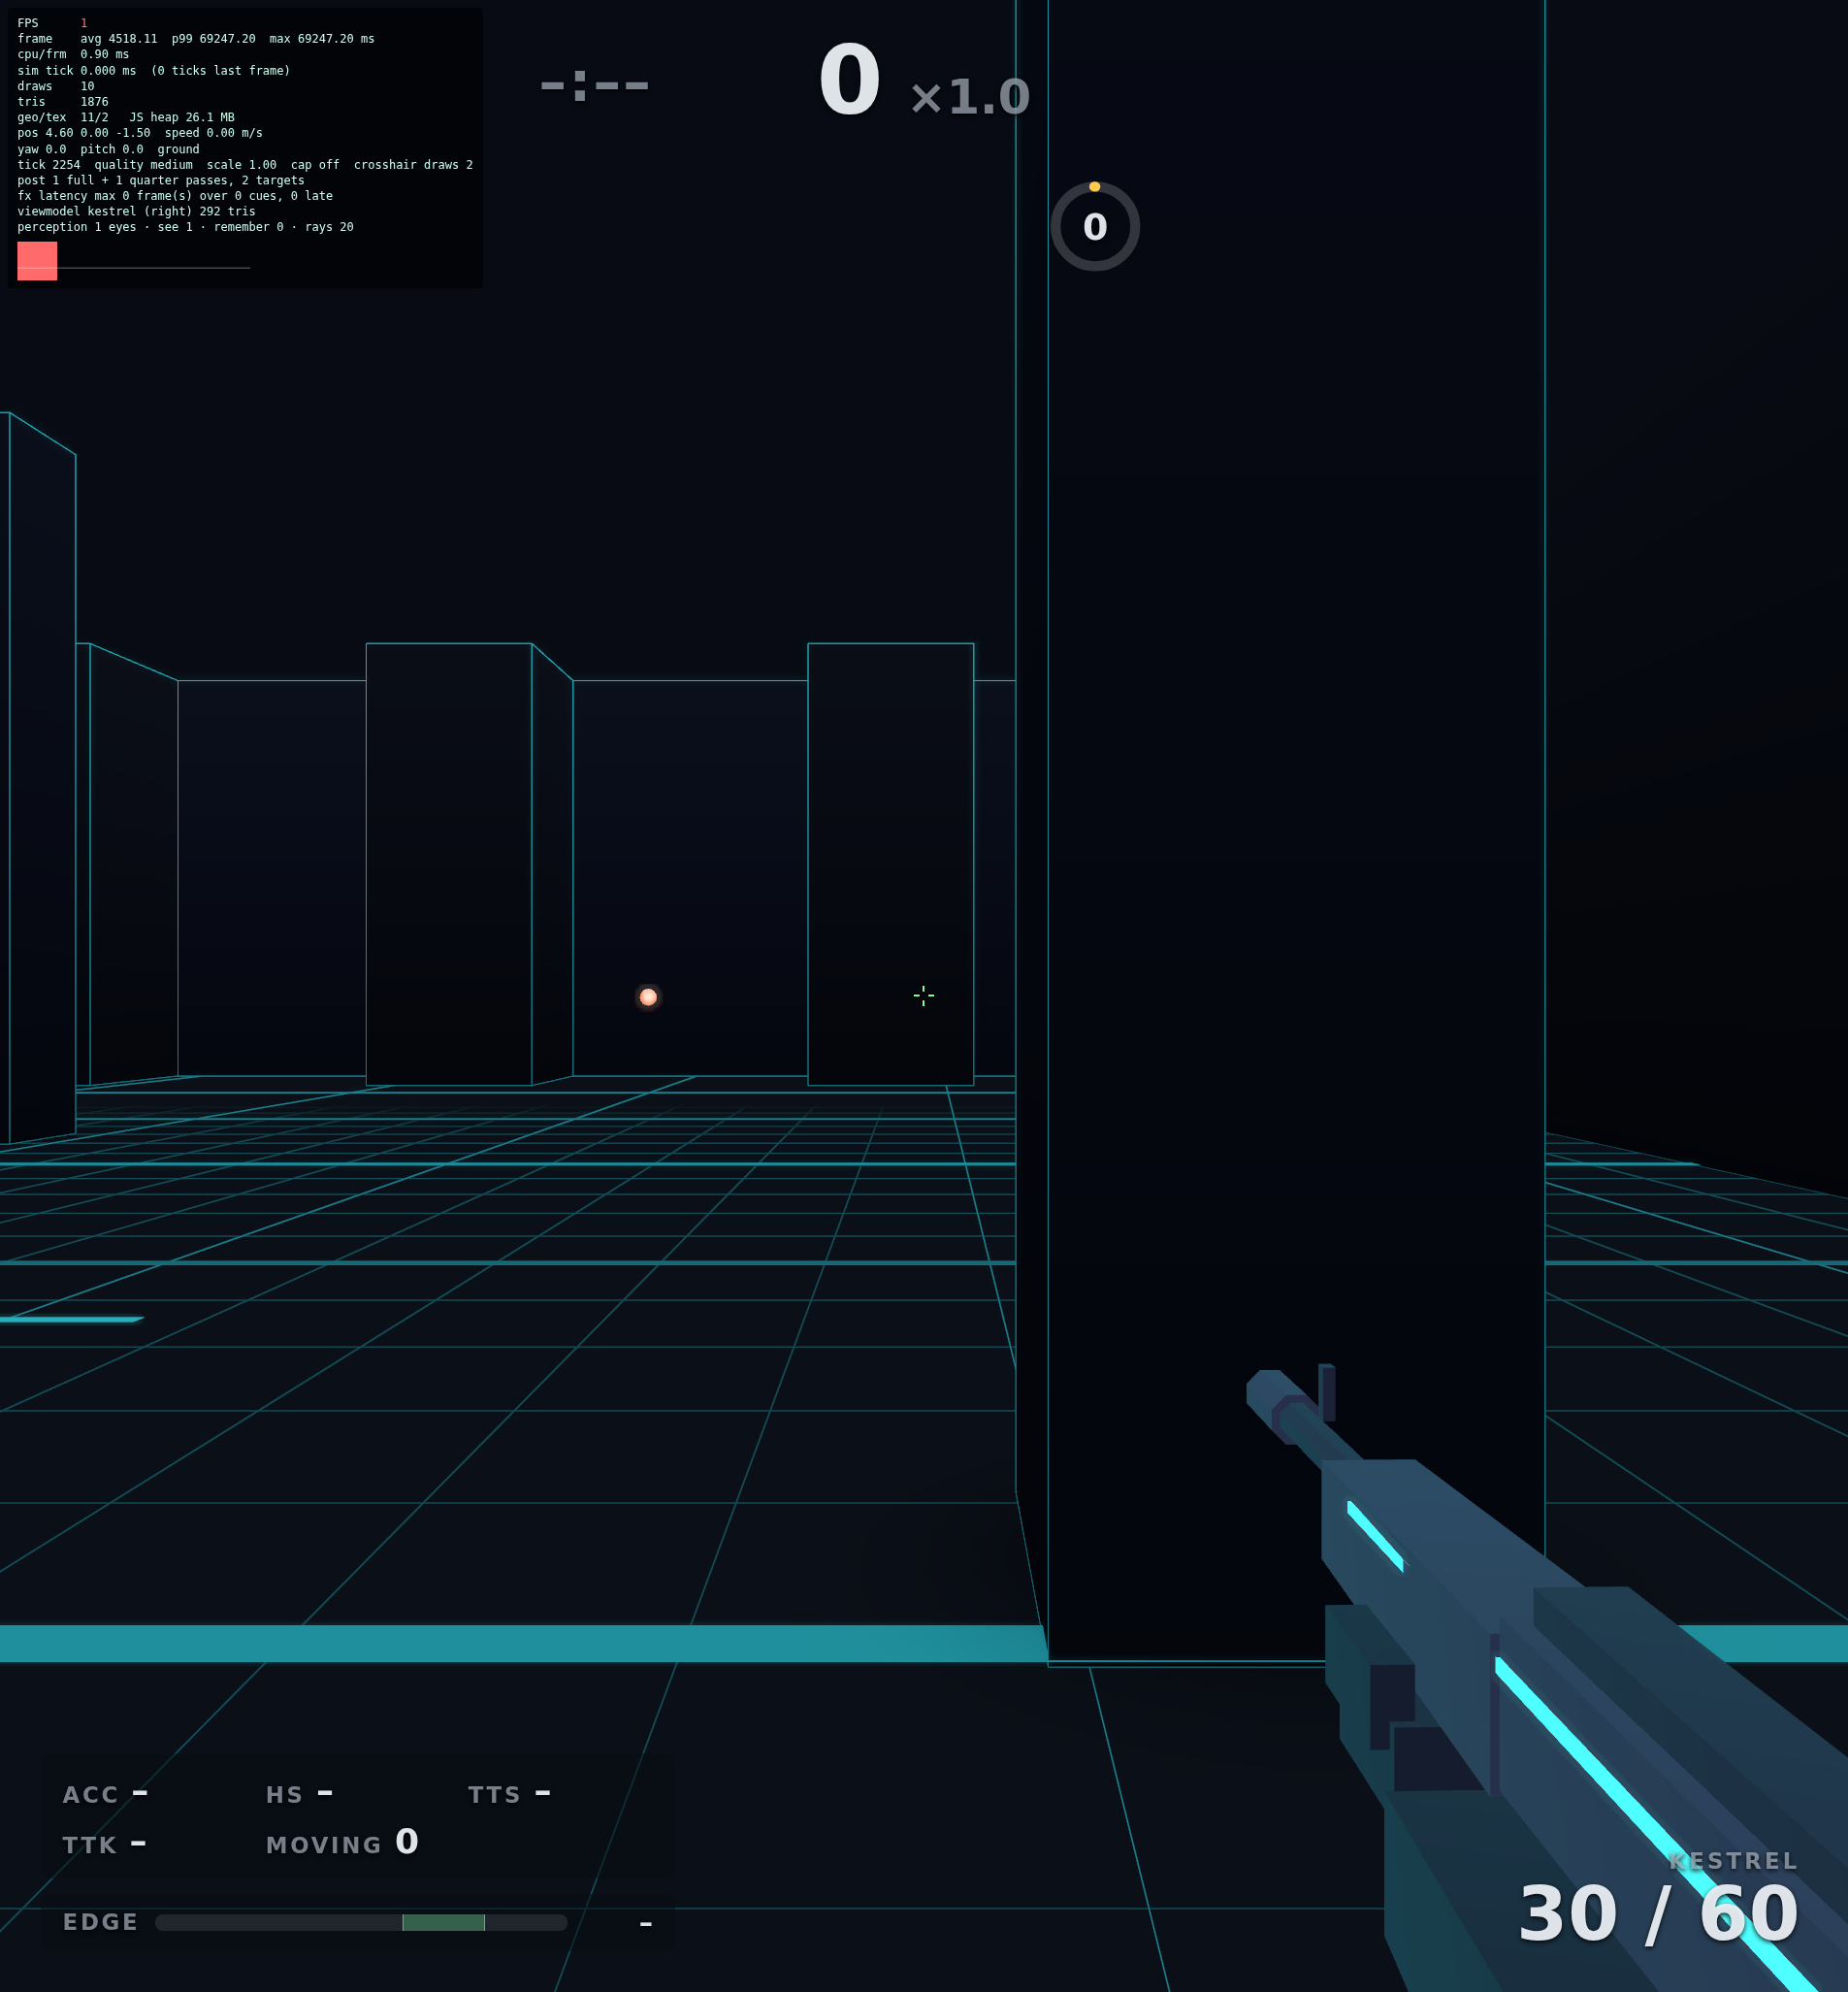 FPS 1
frame avg 4518.11 p99 69247.20 max 69247.20 ms
cpu/frm 0.90 ms
sim tick 0.000 ms (0 ticks last frame)
draws 10
tris 1876
geo/tex 11/2 JS heap 26.1 MB
pos 4.60 0.00 -1.50 speed 0.00 m/s
yaw 0.0 pitch 0.0 ground
tick 2254 quality medium scale 1.00 cap off crosshair draws 2
post 1 full + 1 quarter passes, 2 targets
fx latency max 0 frame(s) over 0 cues, 0 late
viewmodel kestrel (right) 292 tris
perception 1 eyes · see 1 · remember 0 · rays 20
–:–– 0 ×1.0
0
ACC – HS – TTS –
TTK – MOVING 0
EDGE –
KESTREL
30 / 60